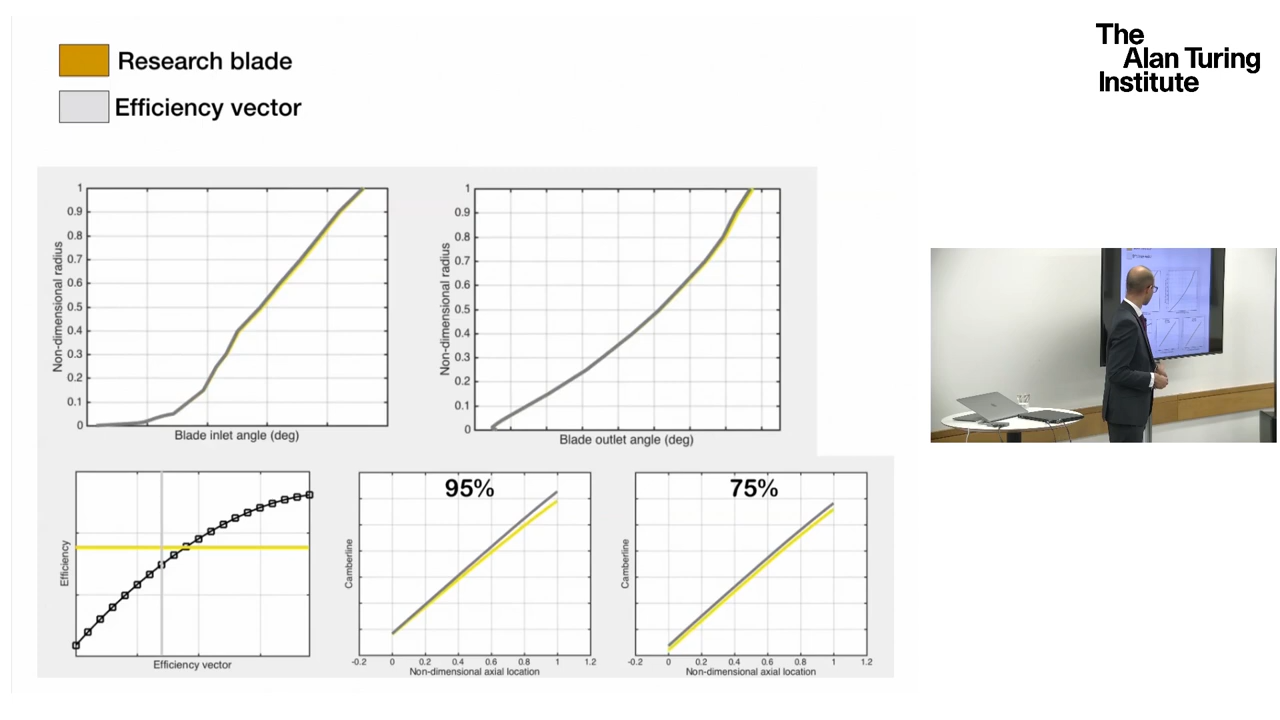 Research blade
Efficiency vector
The
Alan Turing
Institute
Non-dimensional radius
1
0.9
0.8
0.7
0.6
0.5
0.4
0.3
0.2
0.1
0
Blade inlet angle (deg)
Non-dimensional radius
1
0.9
0.8
0.7
0.6
0.5
0.4
0.3
0.2
0.1
0
Blade outlet angle (deg)
Efficiency
Efficiency vector
95%
Camberline
-0.2 0 0.2 0.4 0.6 0.8 1 1.2
Non-dimensional axial location
75%
Camberline
-0.2 0 0.2 0.4 0.6 0.8 1 1.2
Non-dimensional axial location